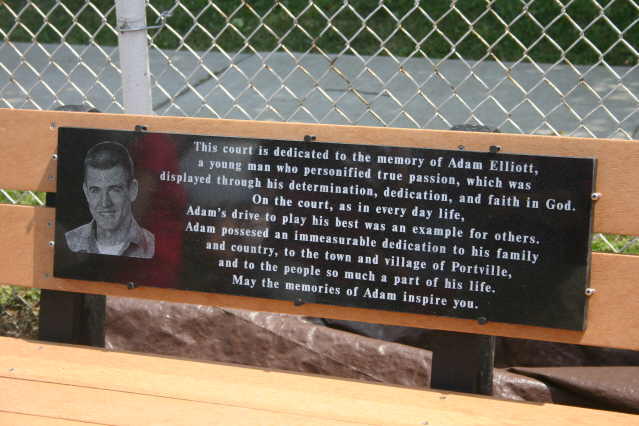 This court is dedicated to the memory of Adam Elliott,
a young man who personified true passion, which was
displayed through his determination, dedication, and faith in God.
On the court, as in every day life,
Adam's drive to play his best was an example for others.
Adam possesed an immeasurable dedication to his family
and country, to the town and village of Portville,
and to the people so much a part of his life.
May the memories of Adam inspire you.